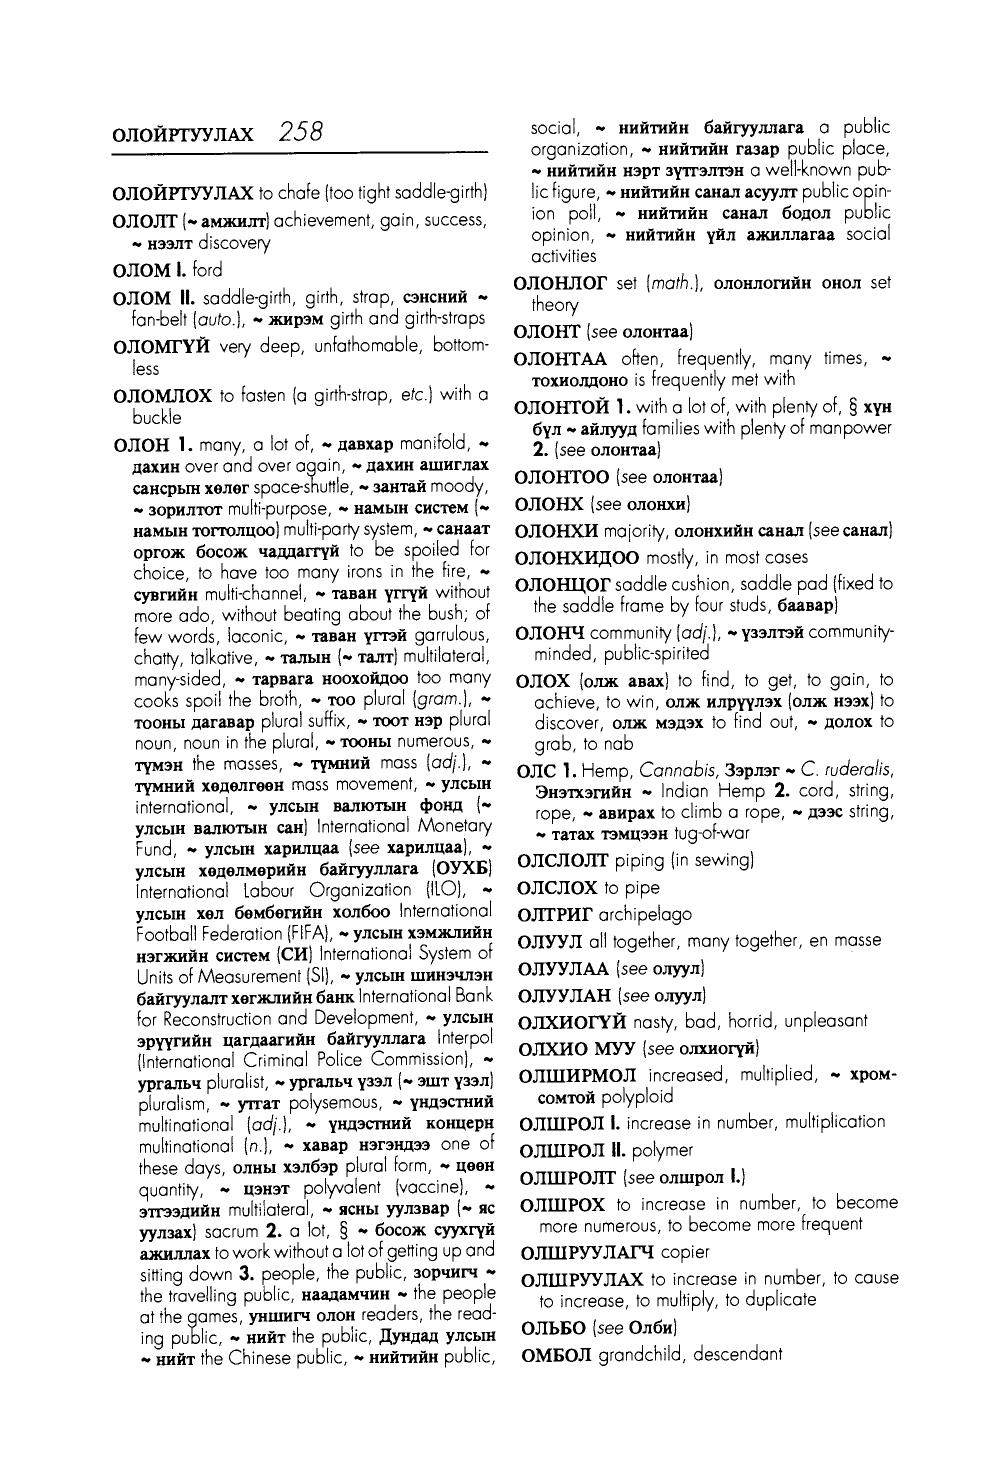 ОЛОЙРТУУЛАХ 258
ОЛОЙРТУУЛАХ to chafe (too tight saddle-girth)
ОЛОЛТ (~ амжилт) achievement, gain, success,
~ нээлт discovery
ОЛОМ I. ford
ОЛОМ II. saddle-girth, girth, strap, сэнсний ~
fan-belt (auto.), ~ жирэм girth and girth-straps
ОЛОМГҮЙ very deep, unfathomable, bottom-
less
ОЛОМЛОХ to fasten (a girth-strap, etc.) with a
buckle
ОЛОН 1. many, a lot of, ~ давхар manifold, ~
дахин over and over again, ~ дахин ашиглах
сансрын хөлөг space-shuttle, ~ зантай moody,
~ зорилтот multi-purpose, ~ намын систем (~
намын тогтолцоо) multi-party system, ~ санаат
оргож босож чаддаггүй to be spoiled for
choice, to have too many irons in the fire, ~
сувгийн multi-channel, ~ таван үггүй without
more ado, without beating about the bush; of
few words, laconic, ~ таван үгтэй garrulous,
chatty, talkative, ~ талын (~ талт) multilateral,
many-sided, ~ тарвага ноохойдоо too many
cooks spoil the broth, ~ тоо plural (gram.), ~
тооны дагавар plural suffix, ~ тоот нэр plural
noun, noun in the plural, ~ тооны numerous, ~
түмэн the masses, ~ түмний mass (adj.), ~
түмний хөдөлгөөн mass movement, ~ улсын
international, ~ улсын валютын фонд (~
улсын валютын сан) International Monetary
Fund, ~ улсын харилцаа (see харилцаа), ~
улсын хөдөлмөрийн байгууллага (ОУХБ)
International Labour Organization (ILO), ~
улсын хөл бөмбөгийн холбоо International
Football Federation (FIFA), ~ улсын хэмжлийн
нэгжийн систем (СИ) International System of
Units of Measurement (SI), ~ улсын шинэчлэн
байгуулалт хөгжлийн банк International Bank
for Reconstruction and Development, ~ улсын
эрүүгийн цагдаагийн байгууллага Interpol
(International Criminal Police Commission), ~
ургальч pluralist, ~ ургальч үзэл (~ эшт үзэл)
pluralism, ~ утгат polysemous, ~ үндэстний
multinational (adj.), ~ үндэстний концерн
multinational (n.), ~ хавар нэгэндээ one of
these days, олны хэлбэр plural form, ~ цөөн
quantity, ~ цэнэт polyvalent (vaccine), ~
этгээдийн multilateral, ~ ясны уулзвар (~ яс
уулзах) sacrum 2. a lot, § ~ босож суухгүй
ажиллах to work without a lot of getting up and
sitting down 3. people, the public, зорчигч ~
the travelling public, наадамчин ~ the people
at the games, уншигч олон readers, the read-
ing public, ~ нийт the public, Дундад улсын
~ нийт the Chinese public, ~ нийтийн public,
social, ~ нийтийн байгууллага a public
organization, ~ нийтийн газар public place,
~ нийтийн нэрт зүтгэлтэн a well-known pub-
lic figure, ~ нийтийн санал асуулт public opin-
ion poll, ~ нийтийн санал бодол public
opinion, ~ нийтийн үйл ажиллагаа social
activities
ОЛОНЛОГ set (math.), олонлогийн онол set
theory
ОЛОНТ (see олонтаа)
ОЛОНТАА often, frequently, many times, ~
тохиолдоно is frequently met with
ОЛОНТОЙ 1. with a lot of, with plenty of, § хүн
бүл ~ айлууд families with plenty of manpower
2. (see олонтаа)
ОЛОНТОО (see олонтаа)
ОЛОНХ (see олонхи)
ОЛОНХИ majority, олонхийн санал (see санал)
ОЛОНХИДОО mostly, in most cases
ОЛОНЦОГ saddle cushion, saddle pad (fixed to
the saddle frame by four studs, баавар)
ОЛОНЧ community (adj.), ~ үзэлтэй community-
minded, public-spirited
ОЛОХ (олж авах) to find, to get, to gain, to
achieve, to win, олж илрүүлэх (олж нээх) to
discover, олж мэдэх to find out, ~ долох to
grab, to nab
ОЛС 1. Hemp, Cannabis, Зэрлэг ~ C. ruderalis,
Энэтхэгийн ~ Indian Hemp 2. cord, string,
rope, ~ авирах to climb a rope, ~ дээс string,
~ татах тэмцээн tug-of-war
ОЛСЛОЛТ piping (in sewing)
ОЛСЛОХ to pipe
ОЛТРИГ archipelago
ОЛУУЛ all together, many together, en masse
ОЛУУЛАА (see олуул)
ОЛУУЛАН (see олуул)
ОЛХИОГҮЙ nasty, bad, horrid, unpleasant
ОЛХИО МУУ (see олхиогүй)
ОЛШИРМОЛ increased, multiplied, ~ хром-
сомтой polyploid
ОЛШРОЛ I. increase in number, multiplication
ОЛШРОЛ II. polymer
ОЛШРОЛТ (see олшрол I.)
ОЛШРОХ to increase in number, to become
more numerous, to become more frequent
ОЛШРУУЛАГЧ copier
ОЛШРУУЛАХ to increase in number, to cause
to increase, to multiply, to duplicate
ОЛЬБО (see Олби)
ОМБОЛ grandchild, descendant